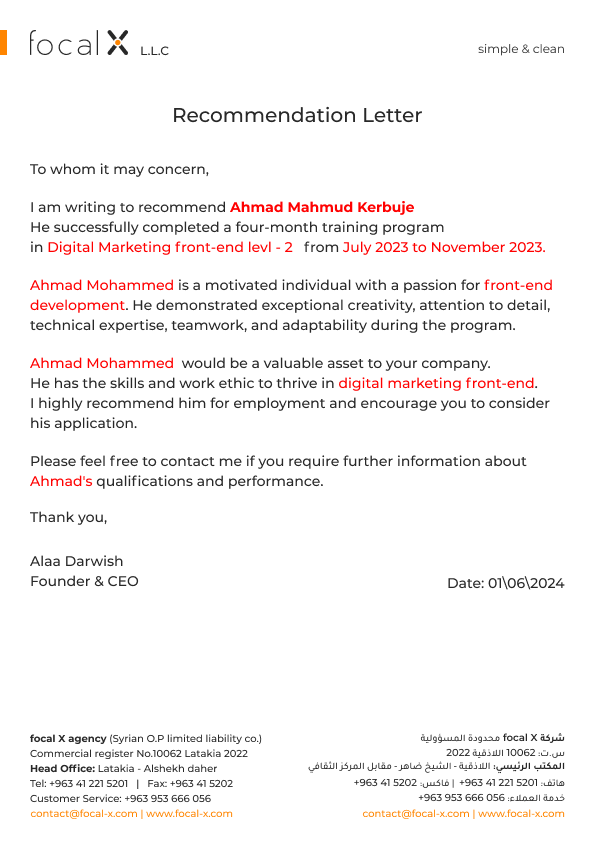 focal X L.L.C
simple & clean
Recommendation Letter
To whom it may concern,
I am writing to recommend Ahmad Mahmud Kerbuje
He successfully completed a four-month training program
in Digital Marketing front-end levl - 2 from July 2023 to November 2023.
Ahmad Mohammed is a motivated individual with a passion for front-end
development. He demonstrated exceptional creativity, attention to detail,
technical expertise, teamwork, and adaptability during the program.
Ahmad Mohammed would be a valuable asset to your company.
He has the skills and work ethic to thrive in digital marketing front-end.
I highly recommend him for employment and encourage you to consider
his application.
Please feel free to contact me if you require further information about
Ahmad's qualifications and performance.
Thank you,
Alaa Darwish
Founder & CEO
Date: 01\06\2024
focal X agency (Syrian O.P limited liability co.)
Commercial register No.10062 Latakia 2022
Head Office: Latakia - Alshekh daher
Tel: +963 41 221 5201 | Fax: +963 41 5202
Customer Service: +963 953 666 056
contact@focal-x.com | www.focal-x.com
شركة focal X محدودة المسؤولية
س.ت: 10062 اللاذقية 2022
المكتب الرئيسي: اللاذقية - الشيخ ضاهر - مقابل المركز الثقافي
هاتف: 5201 221 41 963+ | فاكس: 5202 41 963+
خدمة العملاء: 056 666 953 963+
contact@focal-x.com | www.focal-x.com